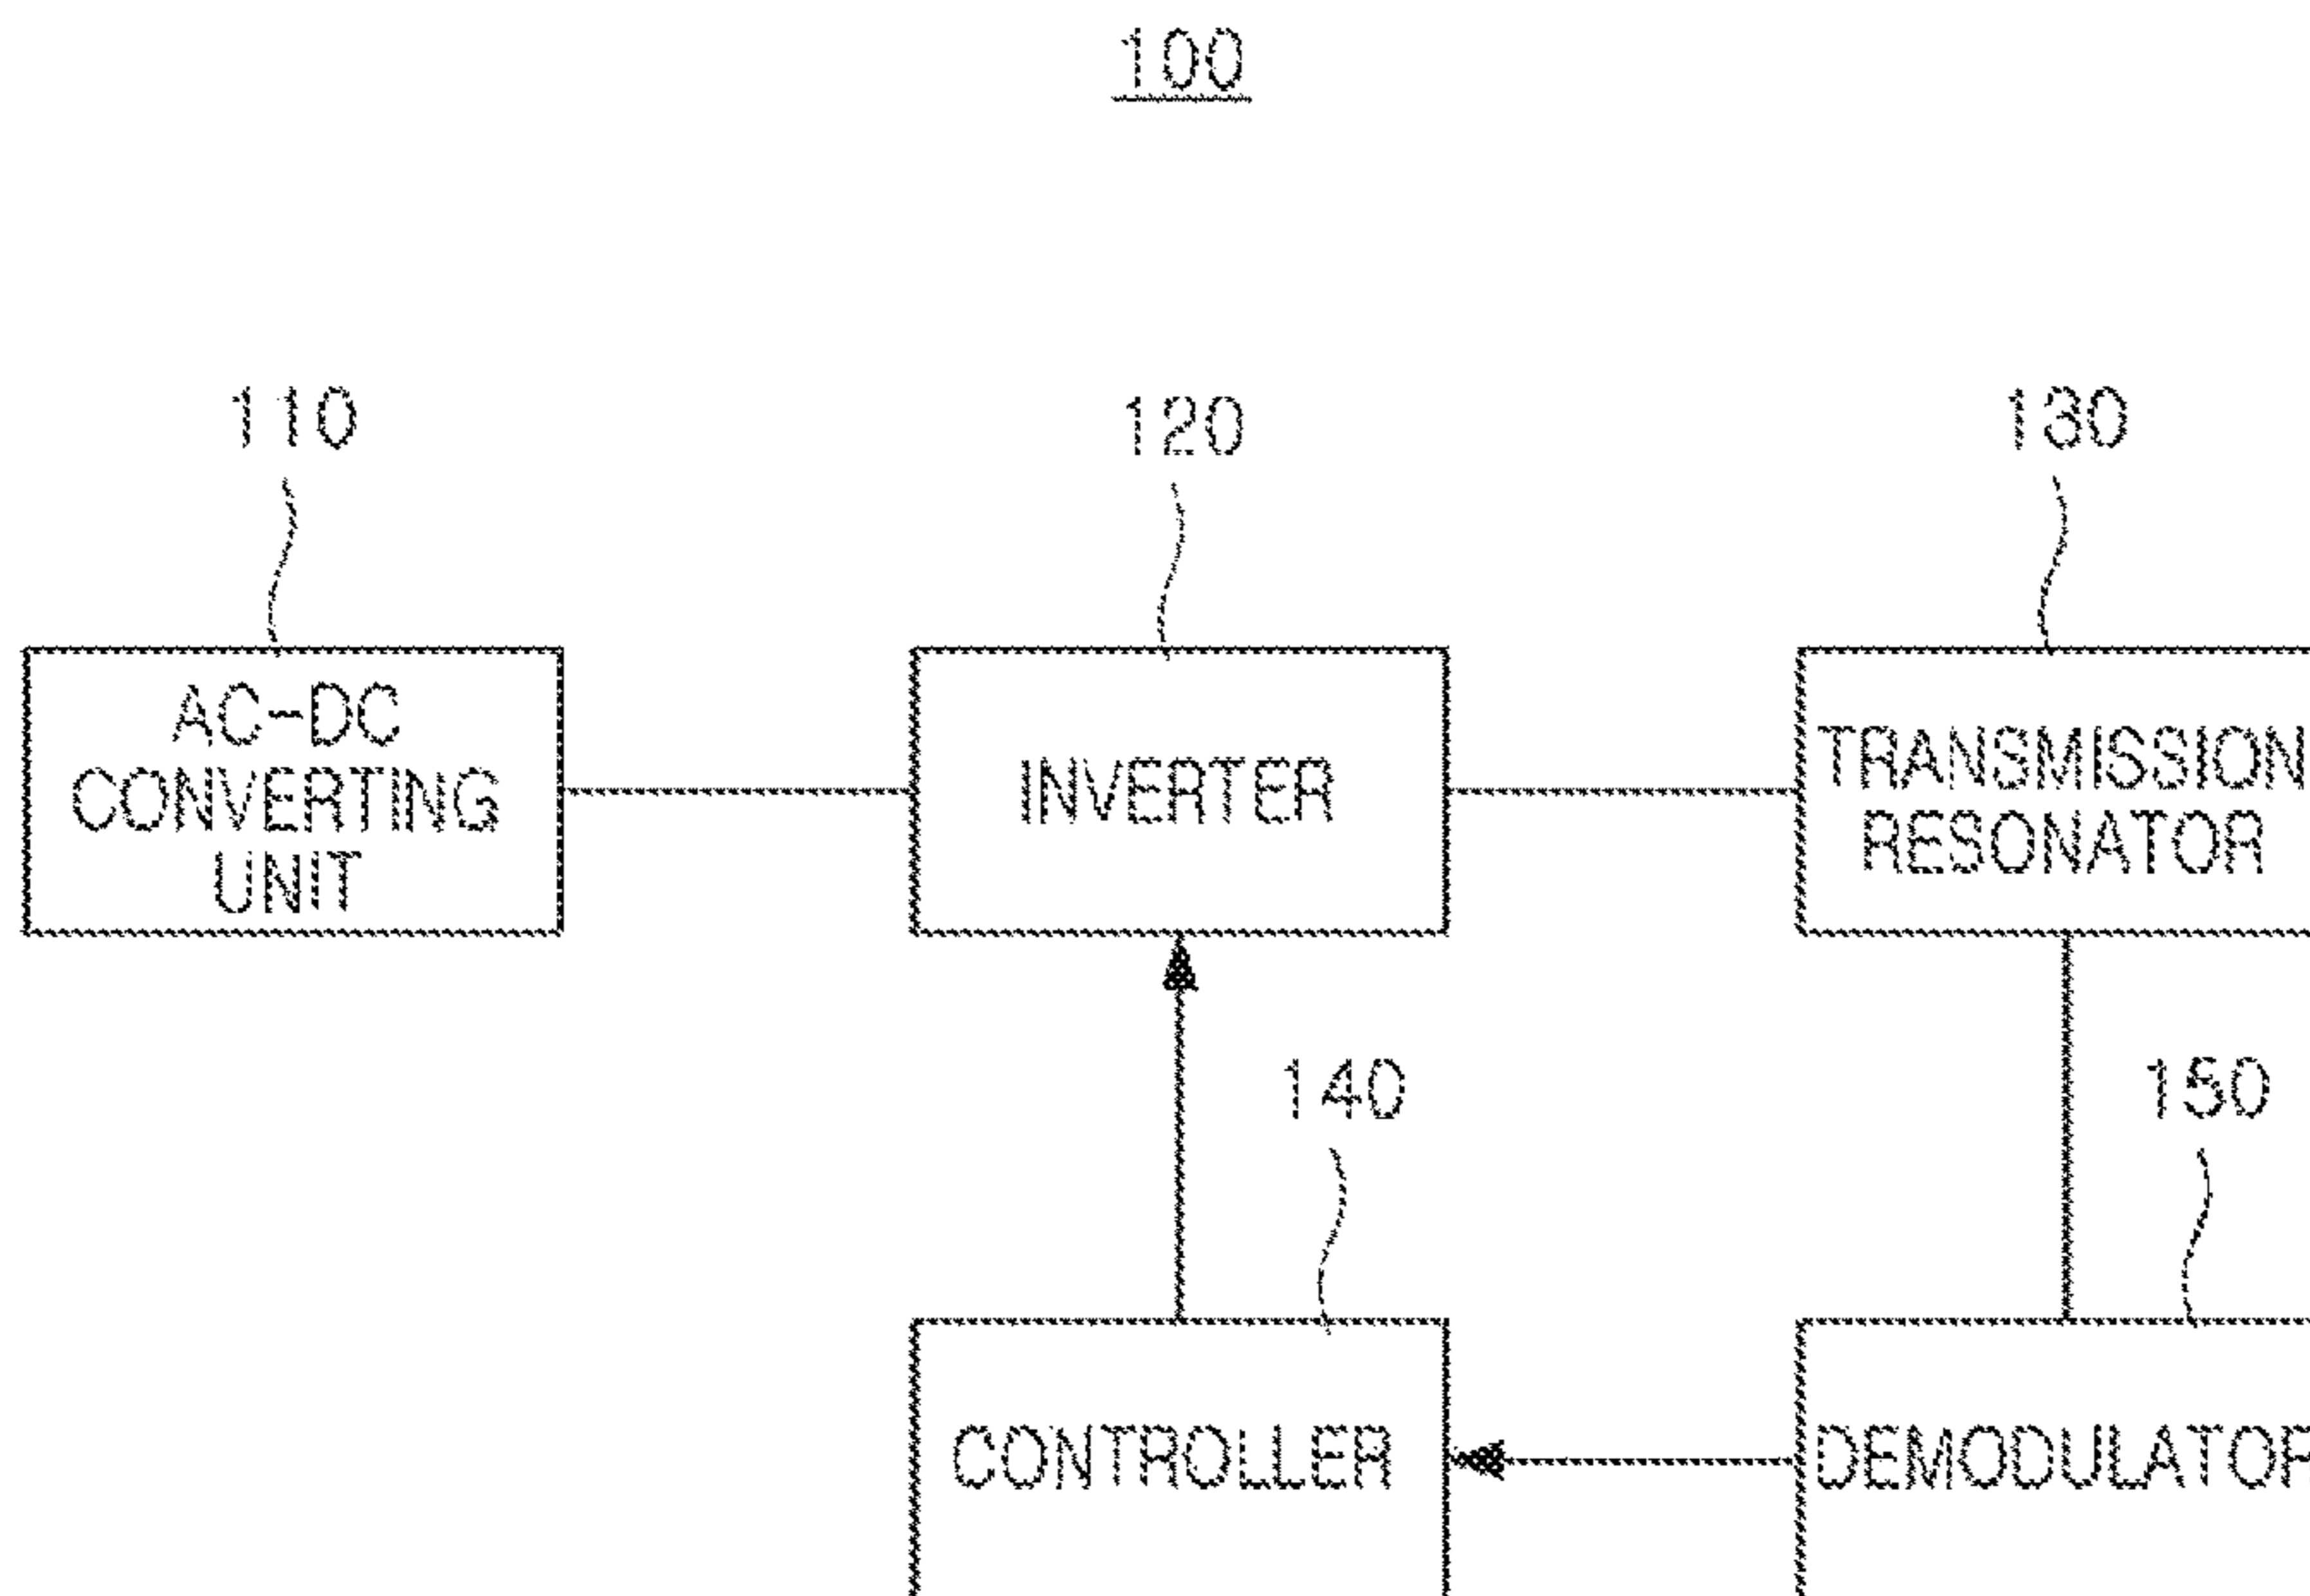 100
110
120
130
AC-DC
CONVERTING
UNIT
INVERTER
TRANSMISSION
RESONATOR
140
150
CONTROLLER
DEMODULATOR